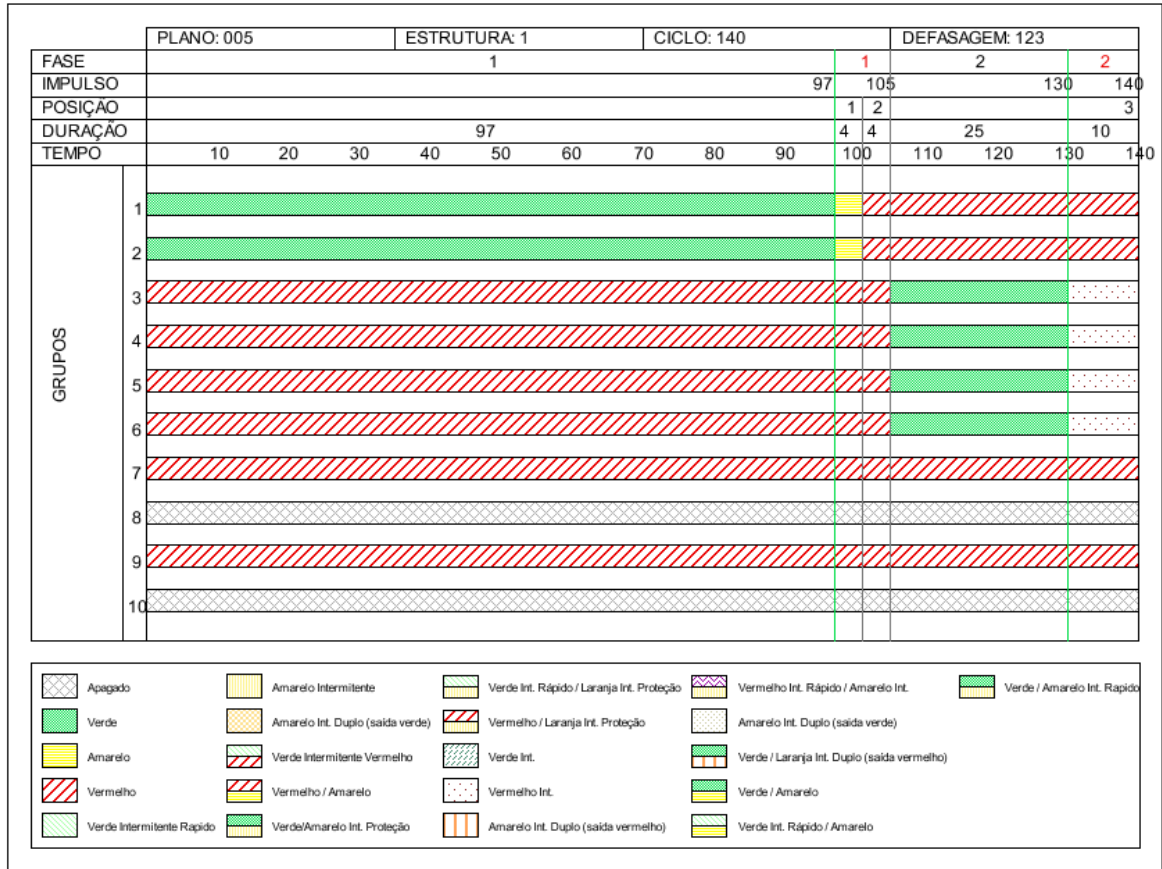 PLANO: 005 ESTRUTURA: 1 CICLO: 140 DEFASAGEM: 123
FASE 1 1 2 2
IMPULSO 97 105 130 140
POSIÇÃO 1 2 3
DURAÇÃO 97 4 4 25 10
TEMPO 10 20 30 40 50 60 70 80 90 100 110 120 130 140
GRUPOS
1
2
3
4
5
6
7
8
9
10
Apagado Amarelo Intermitente Verde Int. Rápido / Laranja Int. Proteção Vermelho Int. Rápido / Amarelo Int. Verde / Amarelo Int. Rapido
Verde Amarelo Int. Duplo (saída verde) Vermelho / Laranja Int. Proteção Amarelo Int. Duplo (saída verde)
Amarelo Verde Intermitente Vermelho Verde Int. Verde / Laranja Int. Duplo (saída vermelho)
Vermelho Vermelho / Amarelo Vermelho Int. Verde / Amarelo
Verde Intermitente Rapido Verde/Amarelo Int. Proteção Amarelo Int. Duplo (saída vermelho) Verde Int. Rápido / Amarelo